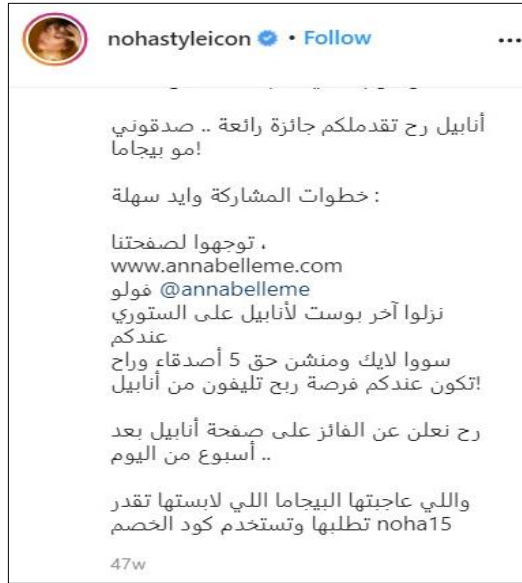 nohastyleicon • Follow
أنابيل رح تقدملكم جائزة رائعة .. صدقوني
مو بيجاما!
خطوات المشاركة وايد سهلة :
توجهوا لصفحتنا ،
www.annabelleme.com
فولو @annabelleme
نزلوا آخر بوست لأنابيل على الستوري
عندكم
سووا لايك ومنشن حق 5 أصدقاء وراح
تكون عندكم فرصة ربح تليفون من أنابيل!
رح نعلن عن الفائز على صفحة أنابيل بعد
أسبوع من اليوم ..
واللي عاجبتها البيجاما اللي لابستها تقدر
تطلبها وتستخدم كود الخصم noha15
47w